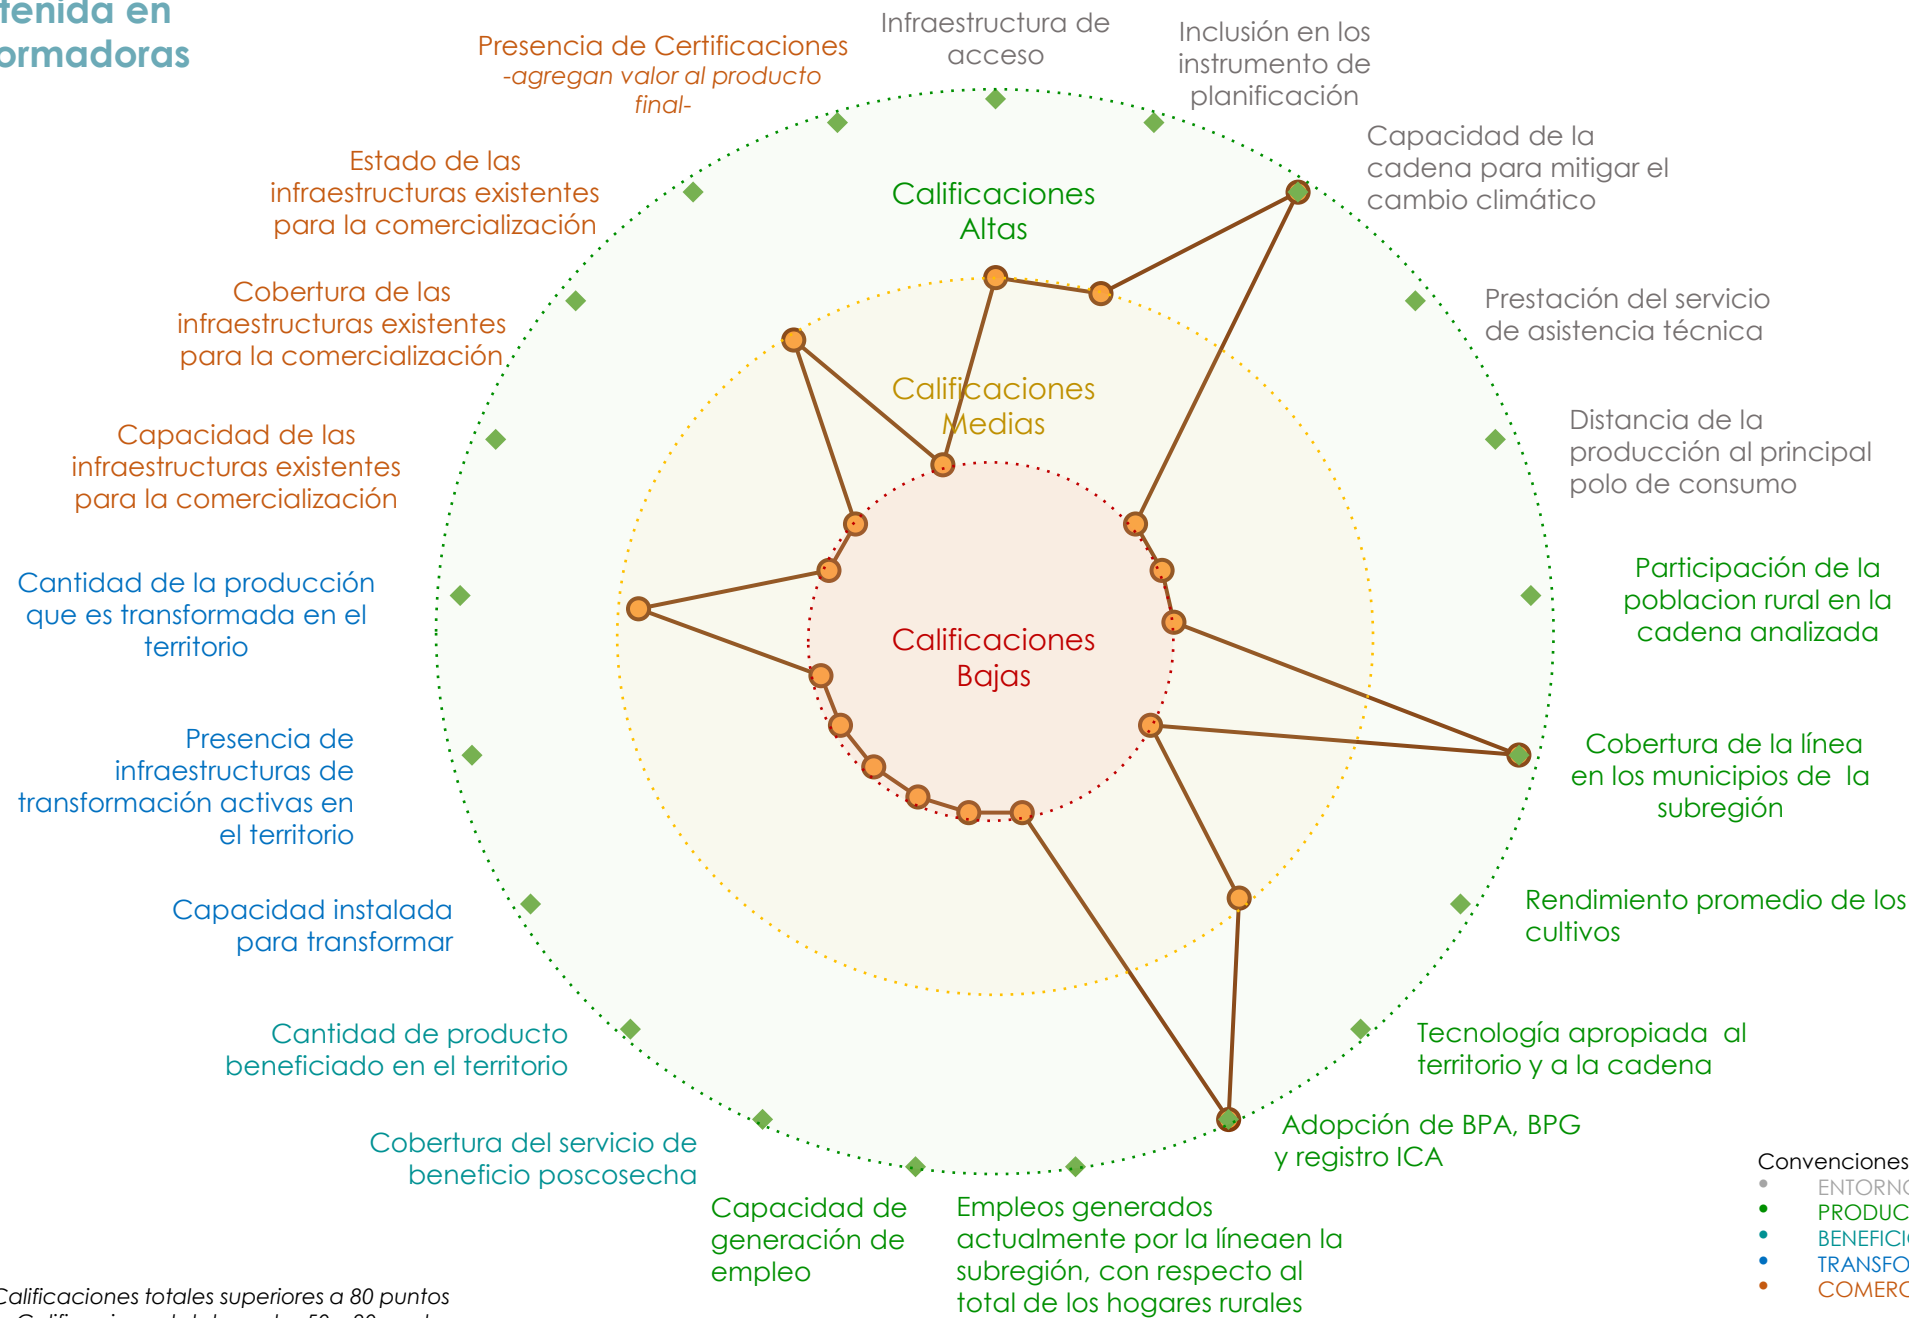 tenida en
ormadoras
Presencia de Certificaciones
-agregan valor al producto
final-
Infraestructura de
acceso
Inclusión en los
instrumento de
planificación
Capacidad de la
cadena para mitigar el
cambio climático
Estado de las
infraestructuras existentes
para la comercialización
Calificaciones
Altas
Cobertura de las
infraestructuras existentes
para la comercialización
Prestación del servicio
de asistencia técnica
Calificaciones
Medias
Distancia de la
producción al principal
polo de consumo
Capacidad de las
infraestructuras existentes
para la comercialización
Cantidad de la producción
que es transformada en el
territorio
Participación de la
poblacion rural en la
cadena analizada
Calificaciones
Bajas
Presencia de
infraestructuras de
transformación activas en
el territorio
Cobertura de la línea
en los municipios de la
subregión
Capacidad instalada
para transformar
Rendimiento promedio de los
cultivos
Cantidad de producto
beneficiado en el territorio
Tecnología apropiada al
territorio y a la cadena
Cobertura del servicio de
beneficio poscosecha
Adopción de BPA, BPG
y registro ICA
Capacidad de
generación de
empleo
Empleos generados
actualmente por la líneaen la
subregión, con respecto al
total de los hogares rurales
Convenciones
ENTORNO
PRODUC
BENEFICI
TRANSFO
COMERC
Calificaciones totales superiores a 80 puntos